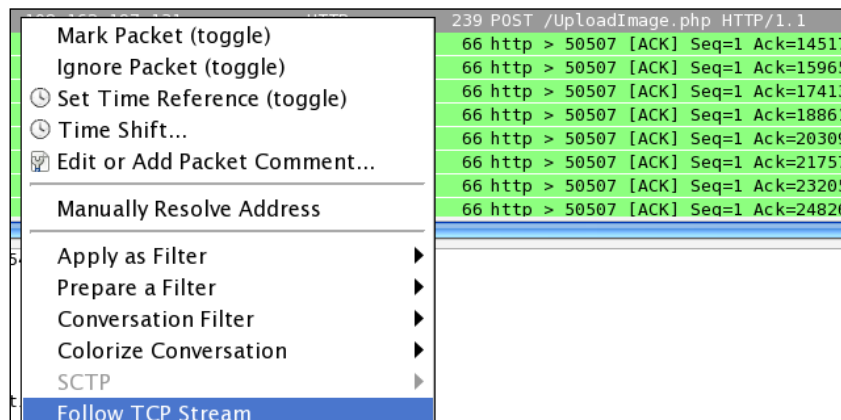 239 POST /UploadImage.php HTTP/1.1
Mark Packet (toggle)
66 http > 50507 [ACK] Seq=1 Ack=14517
Ignore Packet (toggle)
66 http > 50507 [ACK] Seq=1 Ack=15965
Set Time Reference (toggle)
66 http > 50507 [ACK] Seq=1 Ack=17413
Time Shift...
66 http > 50507 [ACK] Seq=1 Ack=18861
66 http > 50507 [ACK] Seq=1 Ack=20309
Edit or Add Packet Comment...
66 http > 50507 [ACK] Seq=1 Ack=21757
66 http > 50507 [ACK] Seq=1 Ack=23205
Manually Resolve Address
66 http > 50507 [ACK] Seq=1 Ack=24820
Apply as Filter
Prepare a Filter
Conversation Filter
Colorize Conversation
SCTP
Follow TCP Stream